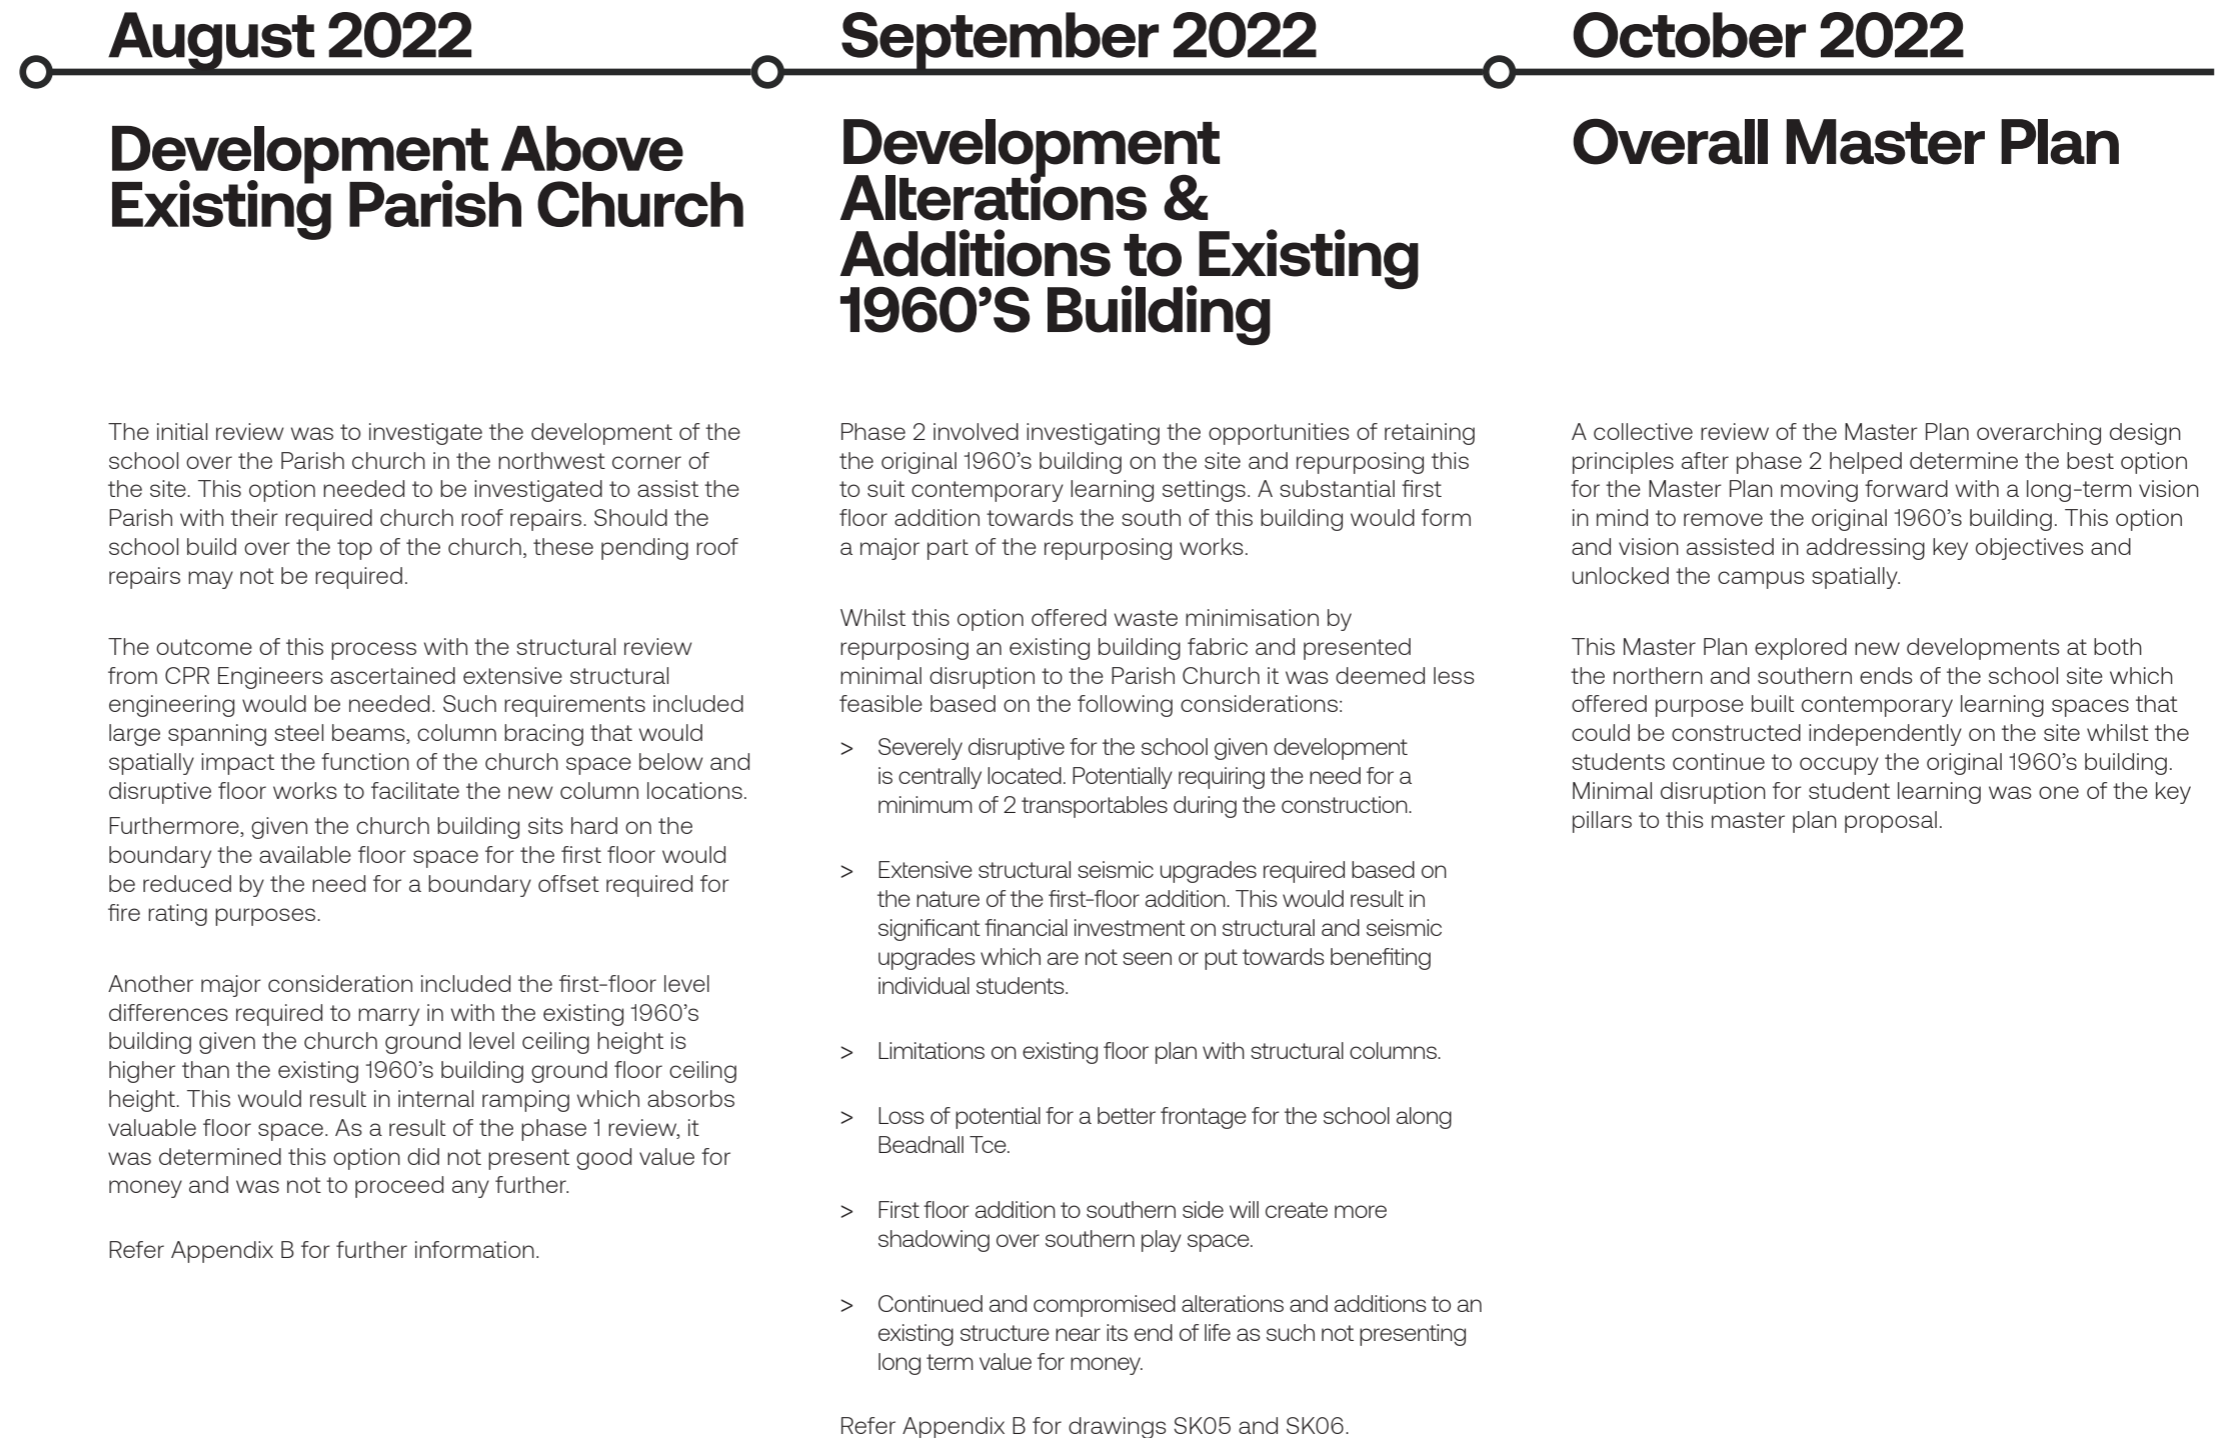 August 2022
Development Above
Existing Parish Church
The initial review was to investigate the development of the
school over the Parish church in the northwest corner of
the site. This option needed to be investigated to assist the
Parish with their required church roof repairs. Should the
school build over the top of the church, these pending roof
repairs may not be required.
The outcome of this process with the structural review
from CPR Engineers ascertained extensive structural
engineering would be needed. Such requirements included
large spanning steel beams, column bracing that would
spatially impact the function of the church space below and
disruptive floor works to facilitate the new column locations.
Furthermore, given the church building sits hard on the
boundary the available floor space for the first floor would
be reduced by the need for a boundary offset required for
fire rating purposes.
Another major consideration included the first-floor level
differences required to marry in with the existing 1960's
building given the church ground level ceiling height is
higher than the existing 1960's building ground floor ceiling
height. This would result in internal ramping which absorbs
valuable floor space. As a result of the phase 1 review, it
was determined this option did not present good value for
money and was not to proceed any further.
Refer Appendix B for further information.
September 2022
Development
Alterations &
Additions to Existing
1960'S Building
Phase 2 involved investigating the opportunities of retaining
the original 1960's building on the site and repurposing this
to suit contemporary learning settings. A substantial first
floor addition towards the south of this building would form
a major part of the repurposing works.
Whilst this option offered waste minimisation by
repurposing an existing building fabric and presented
minimal disruption to the Parish Church it was deemed less
feasible based on the following considerations:
> Severely disruptive for the school given development
is centrally located. Potentially requiring the need for a
minimum of 2 transportables during the construction.
> Extensive structural seismic upgrades required based on
the nature of the first-floor addition. This would result in
significant financial investment on structural and seismic
upgrades which are not seen or put towards benefiting
individual students.
> Limitations on existing floor plan with structural columns.
> Loss of potential for a better frontage for the school along
Beadnall Tce.
> First floor addition to southern side will create more
shadowing over southern play space.
> Continued and compromised alterations and additions to an
existing structure near its end of life as such not presenting
long term value for money.
Refer Appendix B for drawings SK05 and SK06.
October 2022
Overall Master Plan
A collective review of the Master Plan overarching design
principles after phase 2 helped determine the best option
for the Master Plan moving forward with a long-term vision
in mind to remove the original 1960's building. This option
and vision assisted in addressing key objectives and
unlocked the campus spatially.
This Master Plan explored new developments at both
the northern and southern ends of the school site which
offered purpose built contemporary learning spaces that
could be constructed independently on the site whilst the
students continue to occupy the original 1960's building.
Minimal disruption for student learning was one of the key
pillars to this master plan proposal.